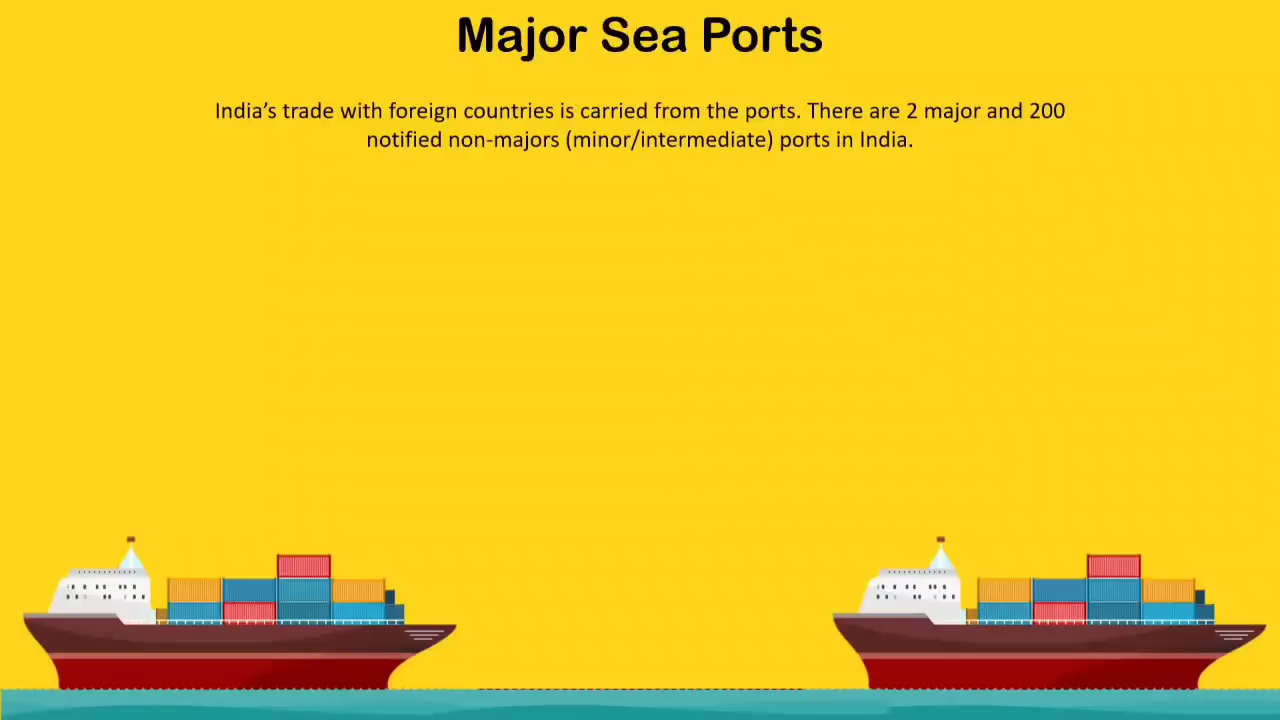 Major Sea Ports
India’s trade with foreign countries is carried from the ports. There are 2 major and 200
notified non-majors (minor/intermediate) ports in India.